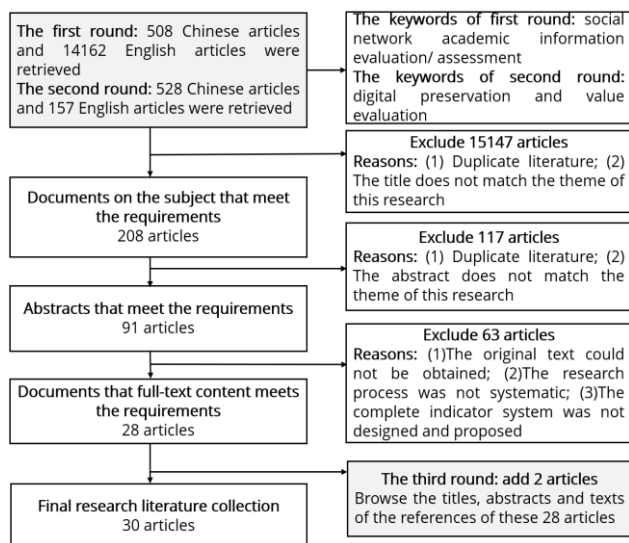 The first round: 508 Chinese articles
and 14162 English articles were
retrieved
The second round: 528 Chinese articles
and 157 English articles were retrieved
The keywords of first round: social
network academic information
evaluation/ assessment
The keywords of second round:
digital preservation and value
evaluation
Exclude 15147 articles
Reasons: (1) Duplicate literature; (2)
The title does not match the theme of
this research
Documents on the subject that meet
the requirements
208 articles
Exclude 117 articles
Reasons: (1) Duplicate literature; (2)
The abstract does not match the
theme of this research
Abstracts that meet the requirements
91 articles
Exclude 63 articles
Reasons: (1)The original text could
not be obtained; (2)The research
process was not systematic; (3)The
complete indicator system was not
designed and proposed
Documents that full-text content meets
the requirements
28 articles
The third round: add 2 articles
Browse the titles, abstracts and texts
of the references of these 28 articles
Final research literature collection
30 articles